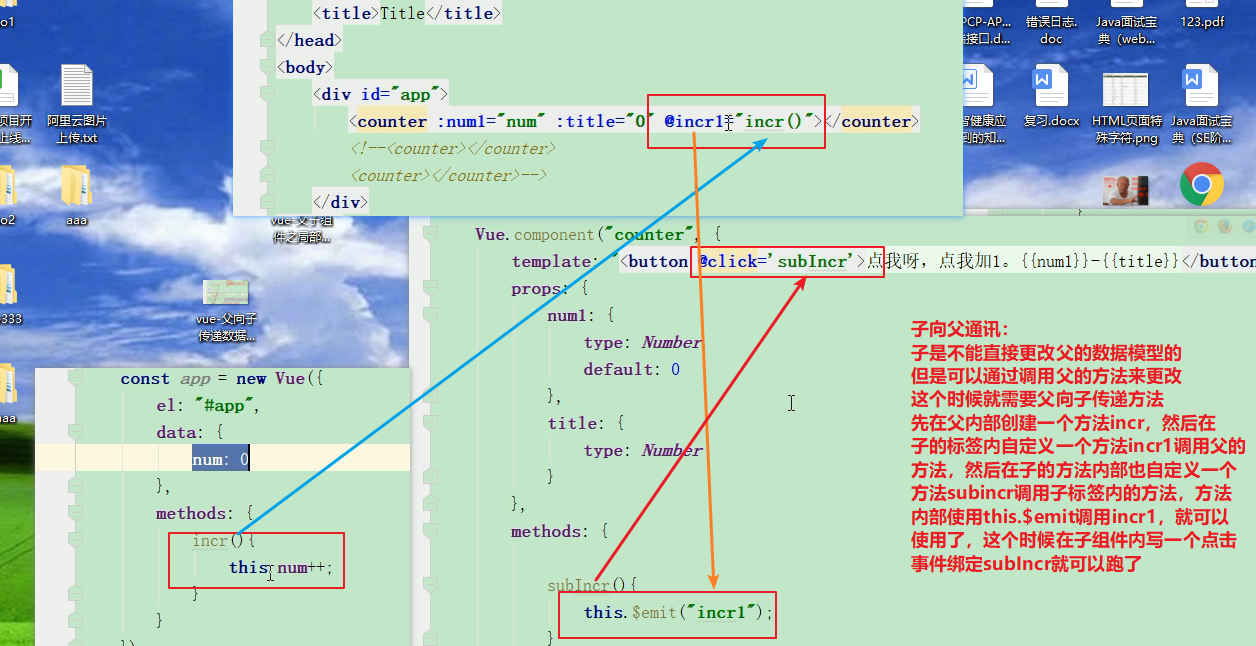 <title>Title</title>
</head>
<body>
<div id="app">
<counter :num1="num" :title="0" @incr1="incr()"></counter>
<!--<counter></counter>
<counter></counter>-->
</div>
o1
项目开
上线...
阿里云图片
上传.txt
o2
aaa
333
vue-父子组
件之局部...
vue-父向子
传递数据...
aa
PCP-AP...
接口.d...
错误日志.
doc
Java面试宝
典（web...
123.pdf
智健康应
到的知...
复习.docx
HTML页面特
殊字符.png
Java面试宝
典（SE阶...
Vue.component("counter", {
template: `<button @click='subIncr'>点我呀，点我加1。{{num1}}-{{title}}</button
props: {
num1: {
type: Number
default: 0
},
title: {
type: Number
}
},
methods: {
subIncr(){
this.$emit("incr1");
}
const app = new Vue({
el: "#app",
data: {
num: 0
},
methods: {
incr(){
this.num++;
}
}
})
子向父通讯：
子是不能直接更改父的数据模型的
但是可以通过调用父的方法来更改
这个时候就需要父向子传递方法
先在父内部创建一个方法incr，然后在
子的标签内自定义一个方法incr1调用父的
方法，然后在子的方法内部也自定义一个
方法subincr调用子标签内的方法，方法
内部使用this.$emit调用incr1，就可以
使用了，这个时候在子组件内写一个点击
事件绑定subIncr就可以跑了